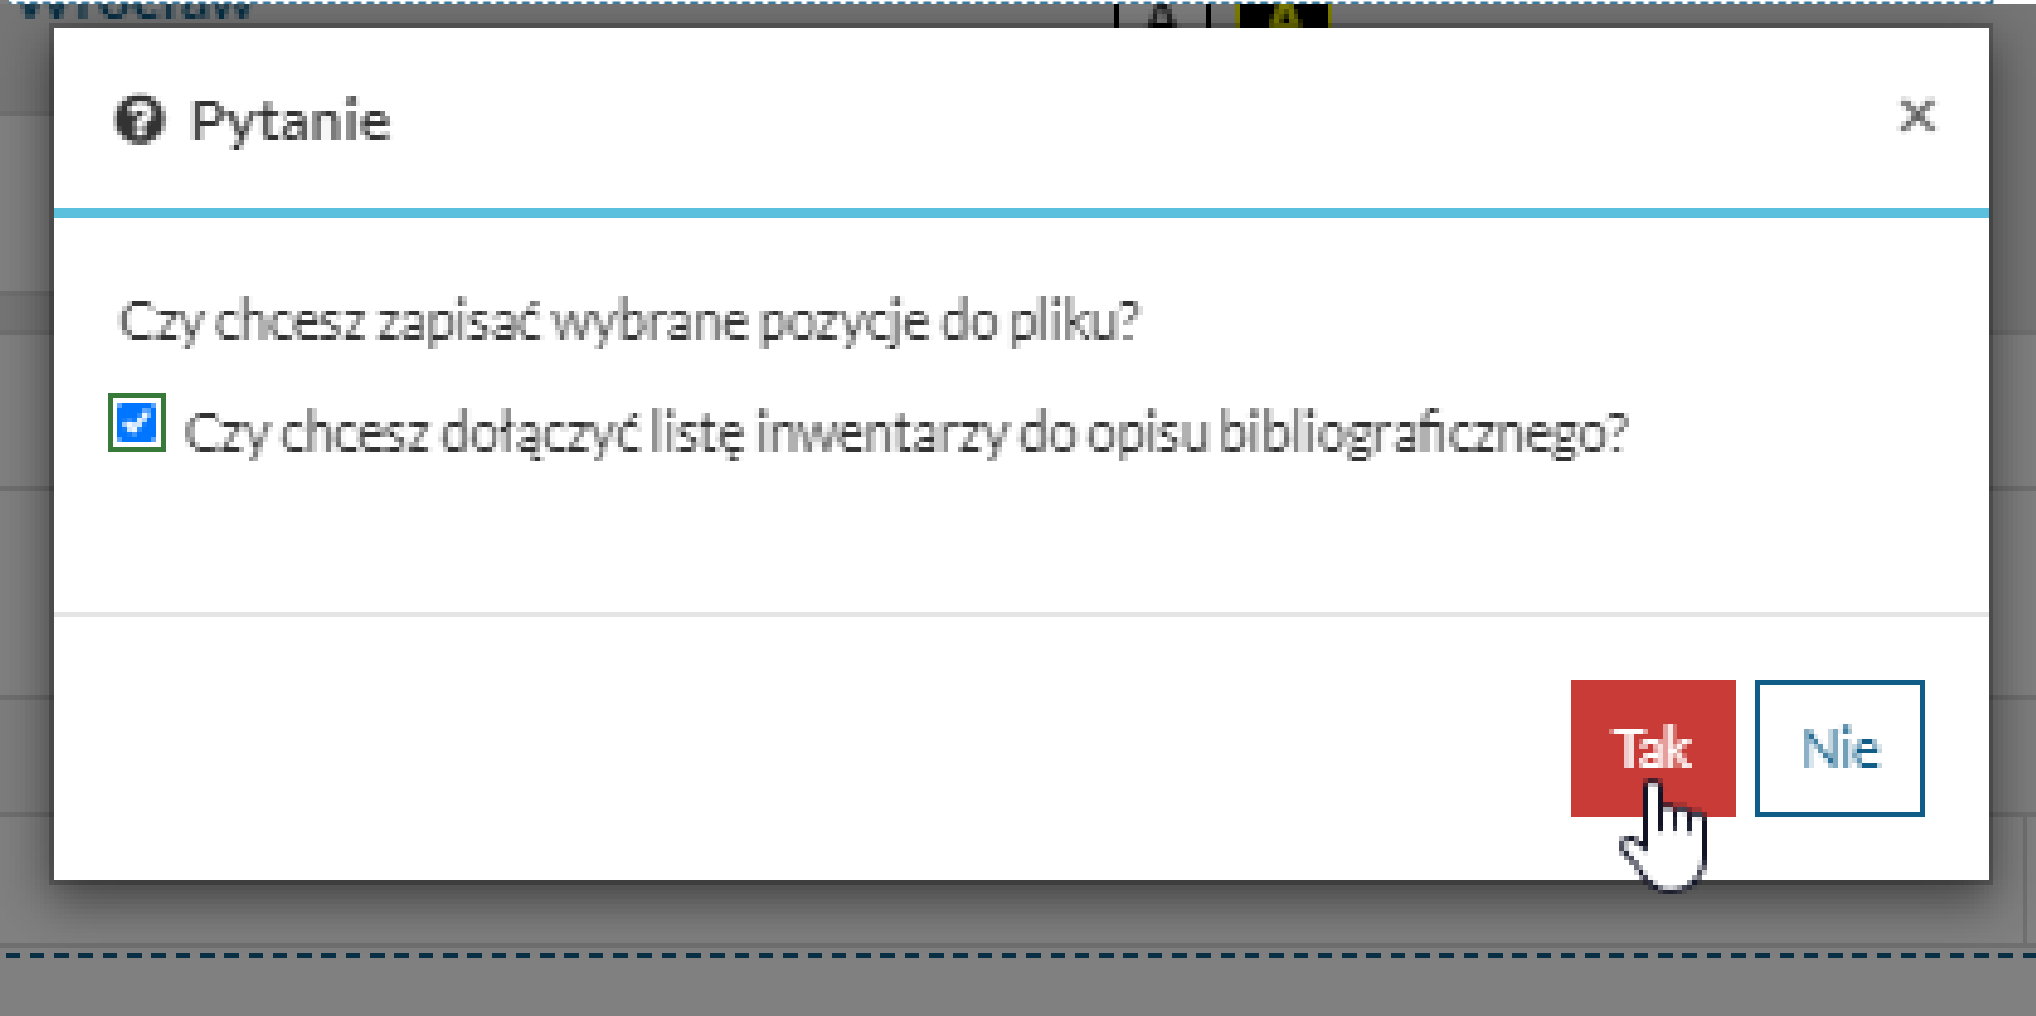 A A
Pytanie
Czy chcesz zapisać wybrane pozycje do pliku?
Czy chcesz dołączyć listę inwentarzy do opisu bibliograficznego?
Tak Nie